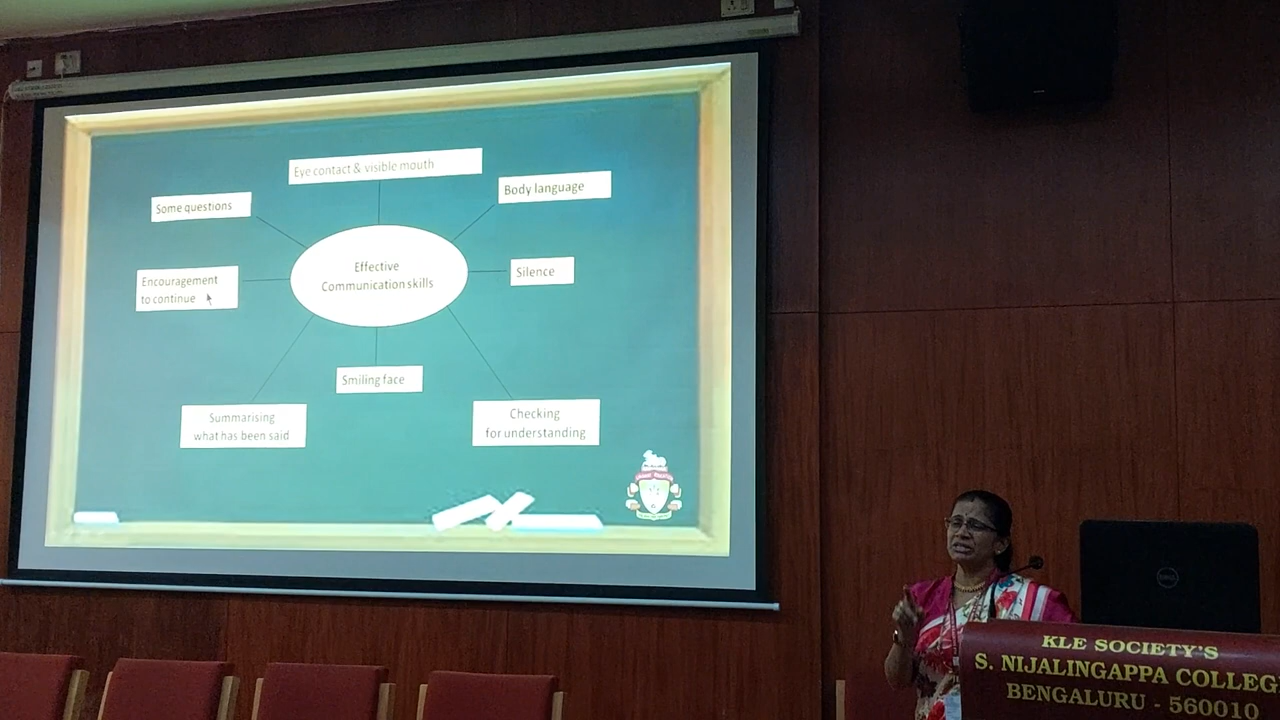 Eye contact & visible mouth
Body language
Some questions
Silence
Effective
Communication skills
Encouragement
to continue
Smiling face
Checking
for understanding
Summarising
what has been said
DELL
KLE SOCIETY'S
S. NIJALINGAPPA COLLEG
BENGALURU - 560010